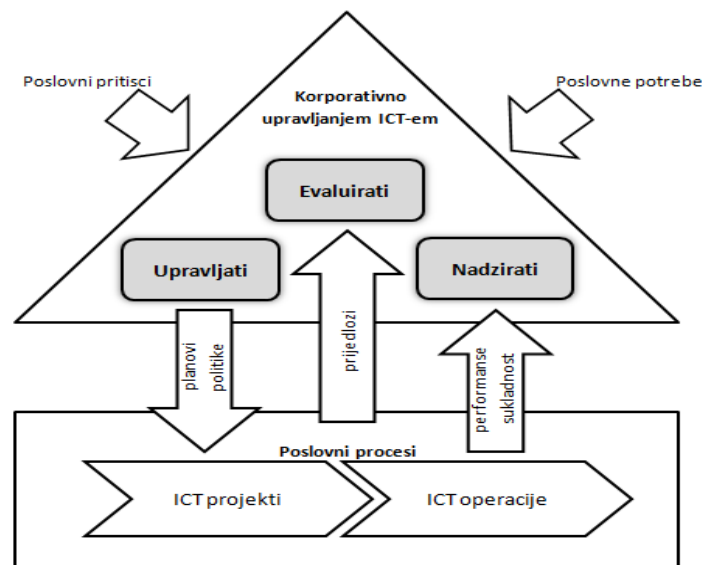 Poslovni pritisci
Poslovne potrebe
Korporativno
upravljanjem ICT-em
Evaluirati
Upravljati
Nadzirati
planovi
politike
prijedlozi
performanse
sukladnost
Poslovni procesi
ICT projekti
ICT operacije